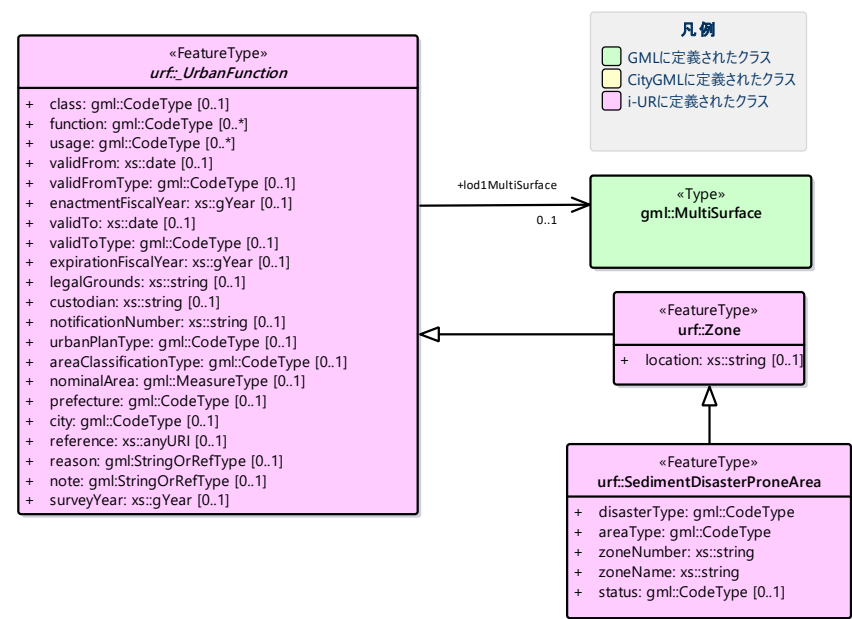 «FeatureType»
urf::_UrbanFunction
+ class: gml::CodeType [0..1]
+ function: gml::CodeType [0..*]
+ usage: gml::CodeType [0..*]
+ validFrom: xs::date [0..1]
+ validFromType: gml::CodeType [0..1]
+ enactmentFiscalYear: xs::gYear [0..1]
+ validTo: xs::date [0..1]
+ validToType: gml::CodeType [0..1]
+ expirationFiscalYear: xs::gYear [0..1]
+ legalGrounds: xs::string [0..1]
+ custodian: xs::string [0..1]
+ notificationNumber: xs::string [0..1]
+ urbanPlanType: gml::CodeType [0..1]
+ areaClassificationType: gml::CodeType [0..1]
+ nominalArea: gml::MeasureType [0..1]
+ prefecture: gml::CodeType [0..1]
+ city: gml::CodeType [0..1]
+ reference: xs::anyURI [0..1]
+ reason: gml:StringOrRefType [0..1]
+ note: gml:StringOrRefType [0..1]
+ surveyYear: xs::gYear [0..1]
凡例
GMLに定義されたクラス
CityGMLに定義されたクラス
i-URに定義されたクラス
+lod1MultiSurface
0..1
«Type»
gml::MultiSurface
«FeatureType»
urf::Zone
+ location: xs::string [0..1]
«FeatureType»
urf::SedimentDisasterProneArea
+ disasterType: gml::CodeType
+ areaType: gml::CodeType
+ zoneNumber: xs::string
+ zoneName: xs::string
+ status: gml::CodeType [0..1]